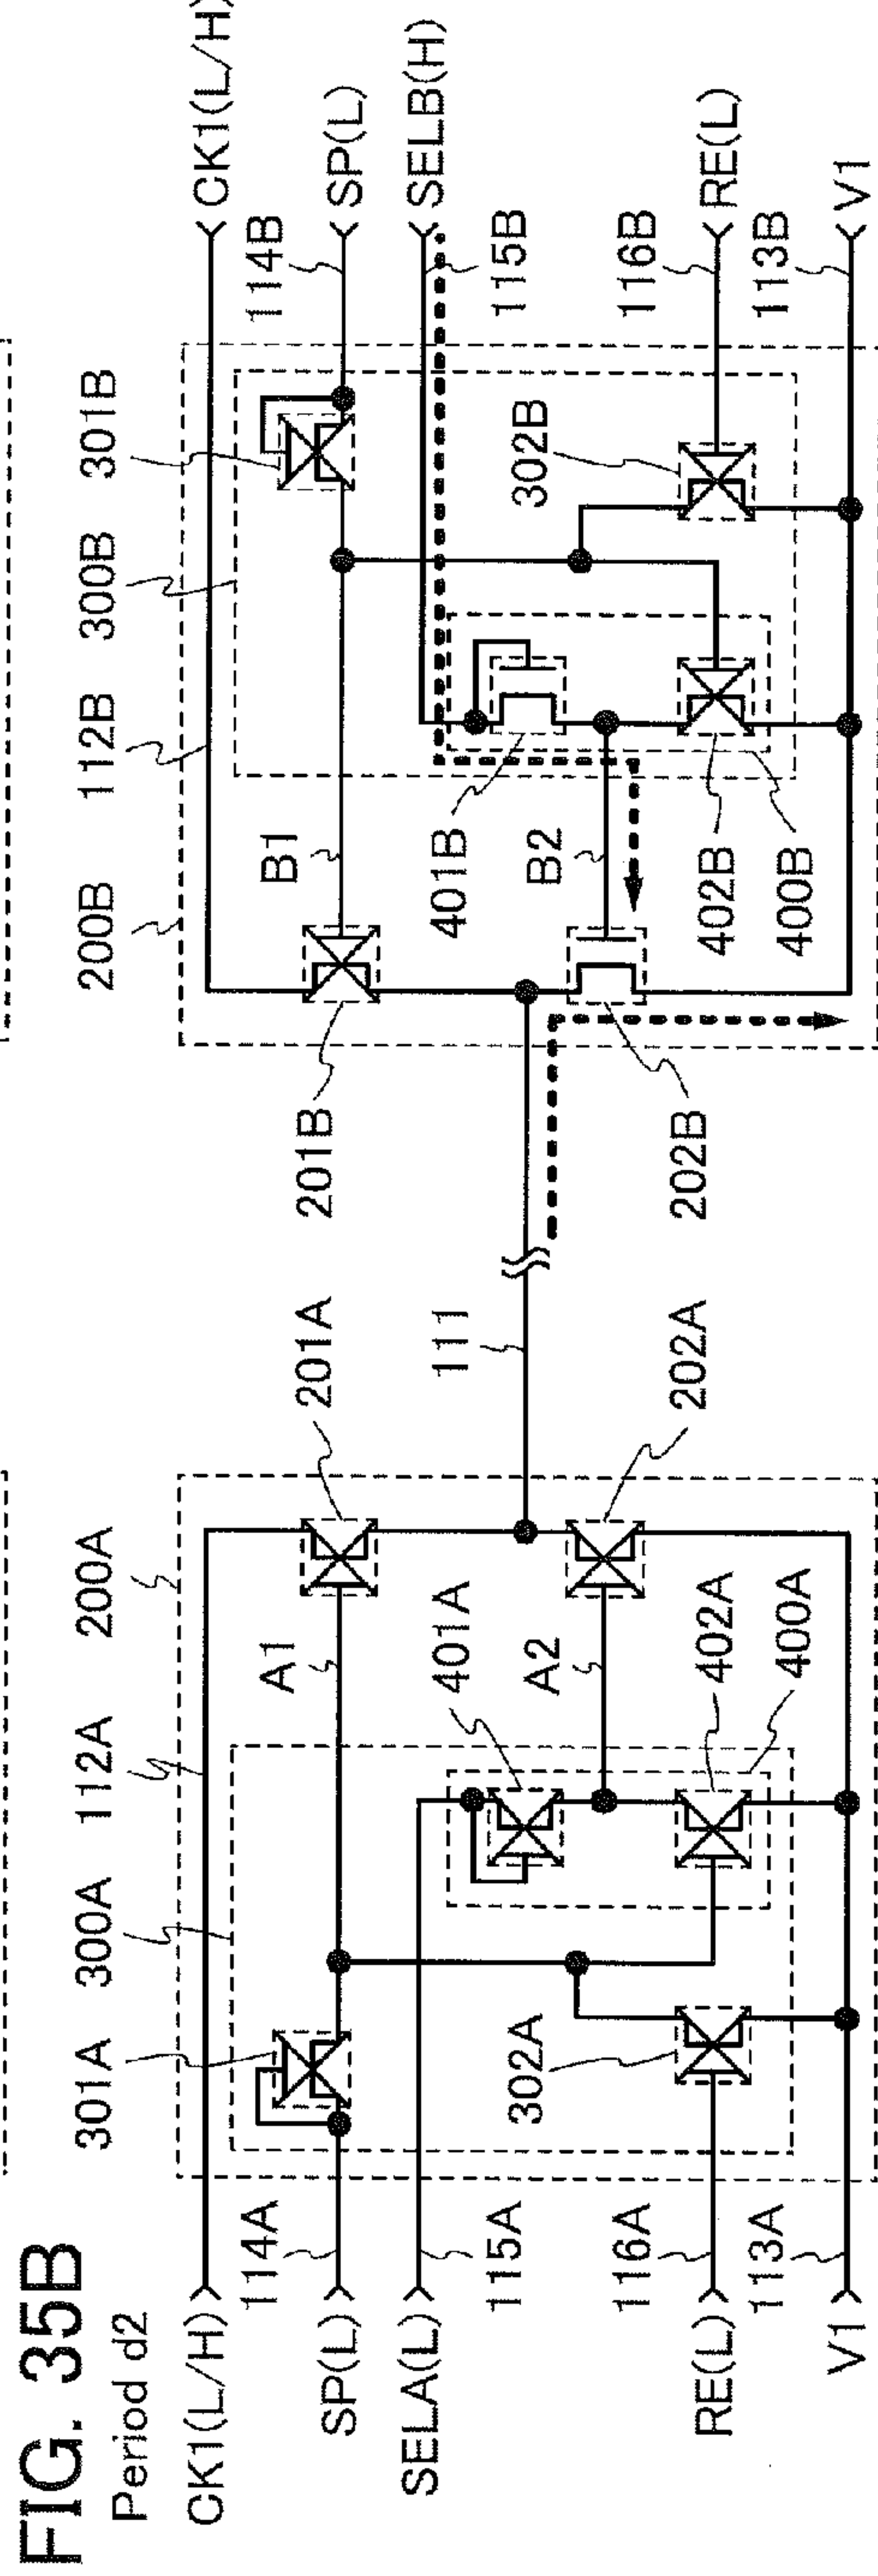 FIG. 35B
Period d2
CK1(L/H)
SP(L)
SELA(L)
RE(L)
V1
114A
115A
116A
113A
301A
300A
112A
200A
302A
A1
401A
A2
402A
400A
201A
202A
111
201B
202B
200B
112B
300B
301B
B1
401B
B2
402B
400B
302B
114B
115B
116B
113B
CK1(L/H)
SP(L)
SELB(H)
RE(L)
V1